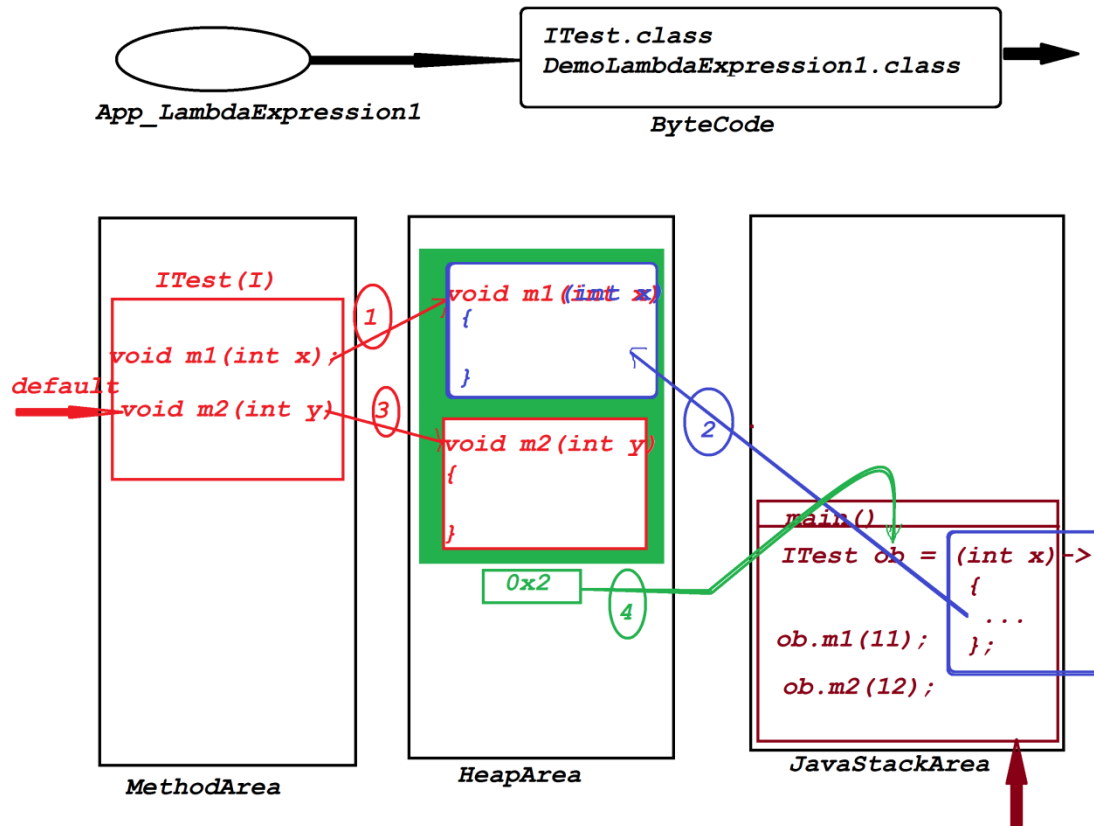 ITest.class
DemoLambdaExpression1.class
App_LambdaExpression1
ByteCode
ITest(I)
void m1(int x);
default
void m2(int y)
MethodArea
1
3
void m1(int x)
{
}
void m2(int y)
{
}
0x2
HeapArea
2
4
main()
ITest ob = (int x)->
{
...
};
ob.m1(11);
ob.m2(12);
JavaStackArea